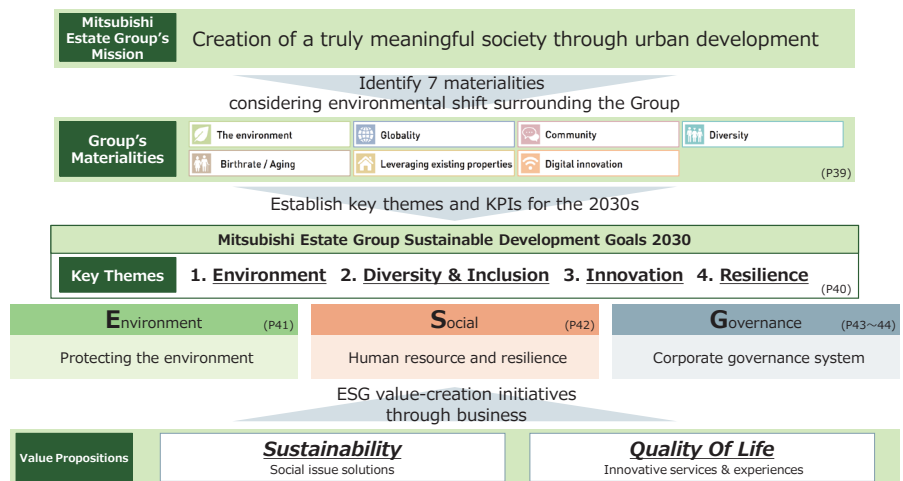 Mitsubishi
Estate Group's
Mission
Creation of a truly meaningful society through urban development
Identify 7 materialities
considering environmental shift surrounding the Group
Group's
Materialities
The environment
Globality
Community
Diversity
Birthrate / Aging
Leveraging existing properties
Digital innovation
(P39)
Establish key themes and KPIs for the 2030s
Mitsubishi Estate Group Sustainable Development Goals 2030
Key Themes
1. Environment 2. Diversity & Inclusion 3. Innovation 4. Resilience
(P40)
Environment (P41)
Protecting the environment
Social (P42)
Human resource and resilience
Governance (P43～44)
Corporate governance system
ESG value-creation initiatives
through business
Value Propositions
Sustainability
Social issue solutions
Quality Of Life
Innovative services & experiences